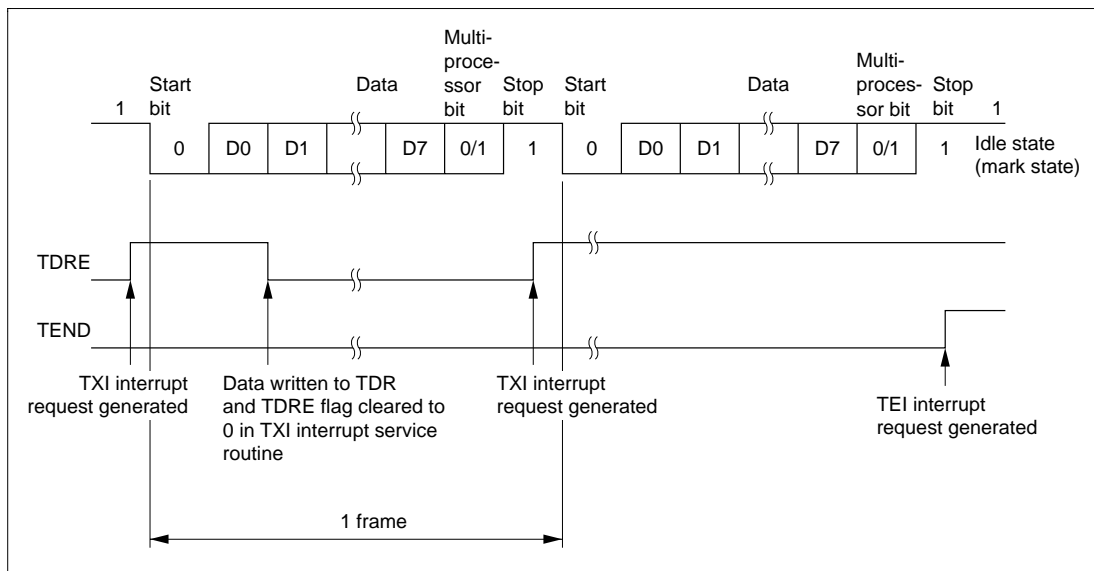 Multi-
proce-
ssor
bit
Multi-
proces-
sor bit
Start
bit
Data
Stop
bit
Start
bit
Data
Stop
bit
1
1
0
D0
D1
D7
0/1
1
0
D0
D1
D7
0/1
1
Idle state
(mark state)
TDRE
TEND
TXI interrupt
request generated
Data written to TDR
and TDRE flag cleared to
0 in TXI interrupt service
routine
TXI interrupt
request generated
TEI interrupt
request generated
1 frame